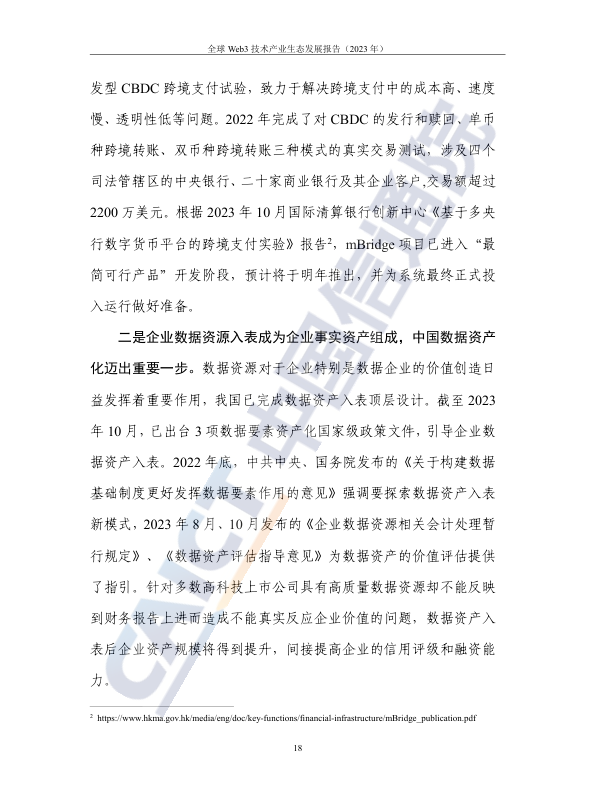 全球 Web3 技术产业生态发展报告（2023 年）
发型 CBDC 跨境支付试验，致力于解决跨境支付中的成本高、速度
慢、透明性低等问题。2022 年完成了对 CBDC 的发行和赎回、单币
种跨境转账、双币种跨境转账三种模式的真实交易测试，涉及四个
司法管辖区的中央银行、二十家商业银行及其企业客户,交易额超过
2200 万美元。根据 2023 年 10 月国际清算银行创新中心《基于多央
行数字货币平台的跨境支付实验》报告2，mBridge 项目已进入“最
简可行产品”开发阶段，预计将于明年推出，并为系统最终正式投
入运行做好准备。
二是企业数据资源入表成为企业事实资产组成，中国数据资产
化迈出重要一步。数据资源对于企业特别是数据企业的价值创造日
益发挥着重要作用，我国已完成数据资产入表顶层设计。截至 2023
年 10 月，已出台 3 项数据要素资产化国家级政策文件，引导企业数
据资产入表。2022 年底，中共中央、国务院发布的《关于构建数据
基础制度更好发挥数据要素作用的意见》强调要探索数据资产入表
新模式，2023 年 8 月、10 月发布的《企业数据资源相关会计处理暂
行规定》、《数据资产评估指导意见》为数据资产的价值评估提供
了指引。针对多数高科技上市公司具有高质量数据资源却不能反映
到财务报告上进而造成不能真实反应企业价值的问题，数据资产入
表后企业资产规模将得到提升，间接提高企业的信用评级和融资能
力。
2 https://www.hkma.gov.hk/media/eng/doc/key-functions/financial-infrastructure/mBridge_publication.pdf
18
CAICT 中国信通院